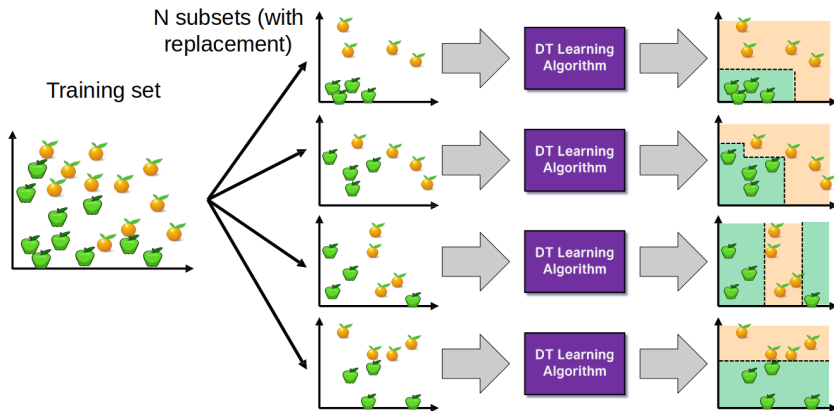 N subsets (with
replacement)
Training set
DT Learning
Algorithm
DT Learning
Algorithm
DT Learning
Algorithm
DT Learning
Algorithm